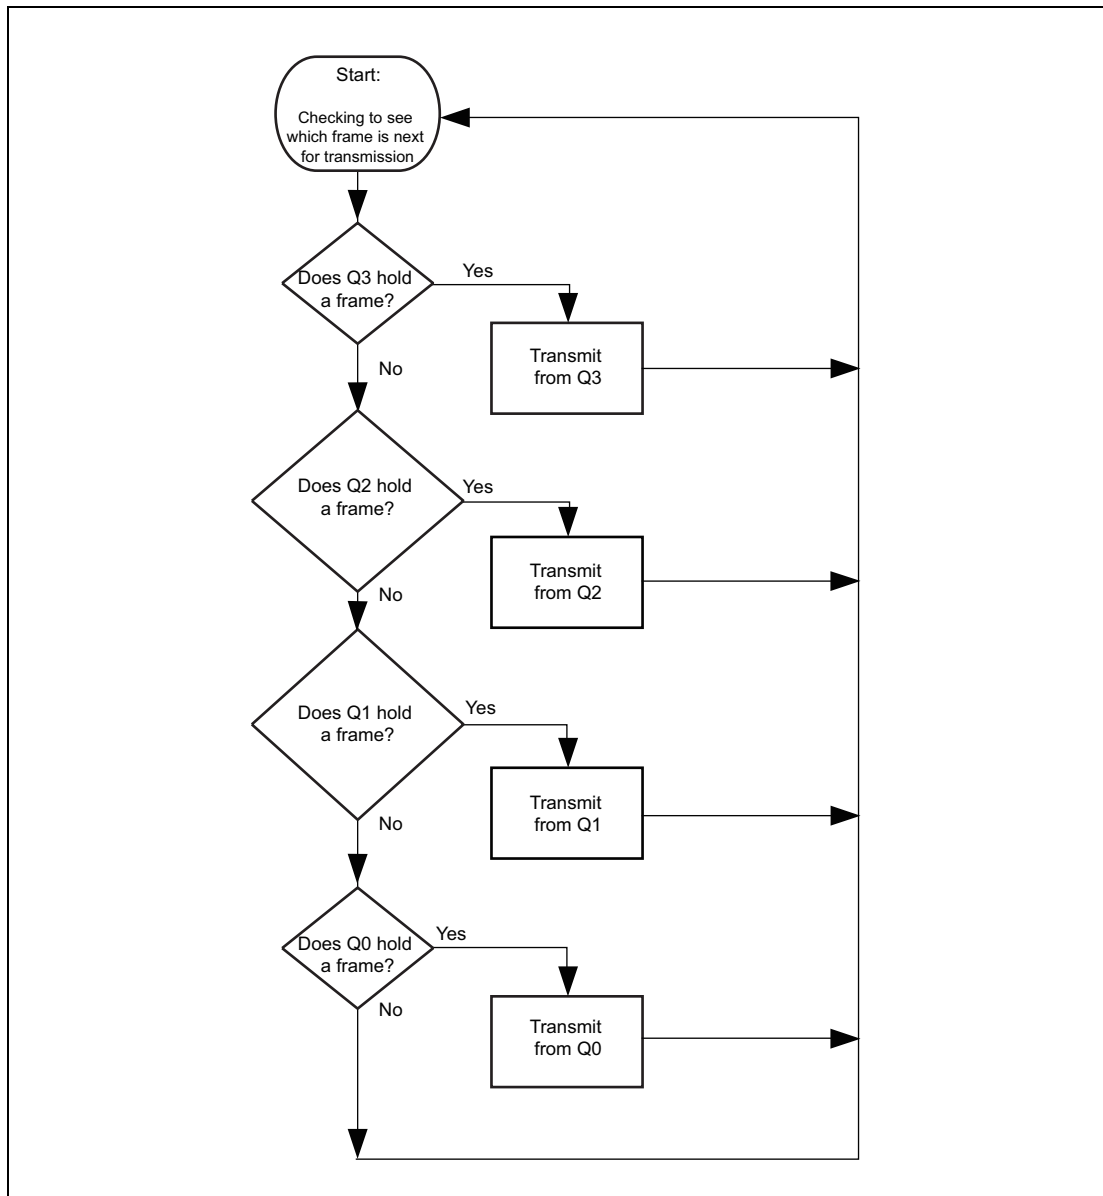 Start:
Checking to see
which frame is next
for transmission
Does Q3 hold
a frame?
Yes
Transmit
from Q3
No
Does Q2 hold
a frame?
Yes
Transmit
from Q2
No
Does Q1 hold
a frame?
Yes
Transmit
from Q1
No
Does Q0 hold
a frame?
Yes
Transmit
from Q0
No